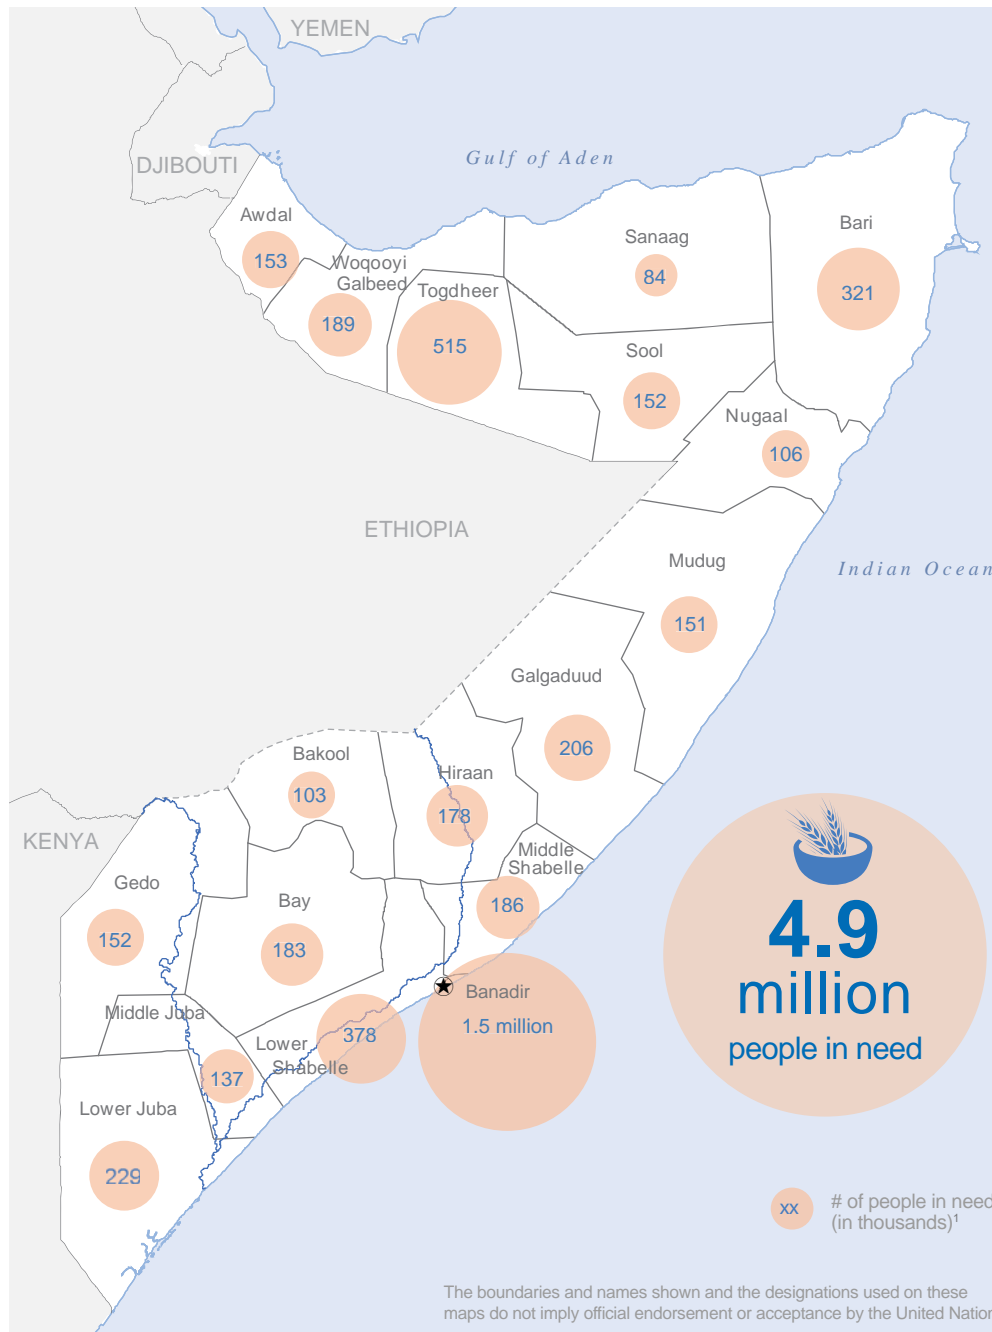 YEMEN
DJIBOUTI
Gulf of Aden
Awdal
153
Woqooyi
Galbeed
189
Togdheer
515
Sanaag
84
Bari
321
Sool
152
Nugaal
106
ETHIOPIA
Mudug
151
Indian Ocean
Galgaduud
206
Bakool
103
Hiraan
178
KENYA
Middle
Shabelle
186
Gedo
152
Bay
183
4.9
million
people in need
Banadir
1.5 million
Middle Juba
137
Lower
Shabelle
378
Lower Juba
229
xx
# of people in need
(in thousands)¹
The boundaries and names shown and the designations used on these
maps do not imply official endorsement or acceptance by the United Nation